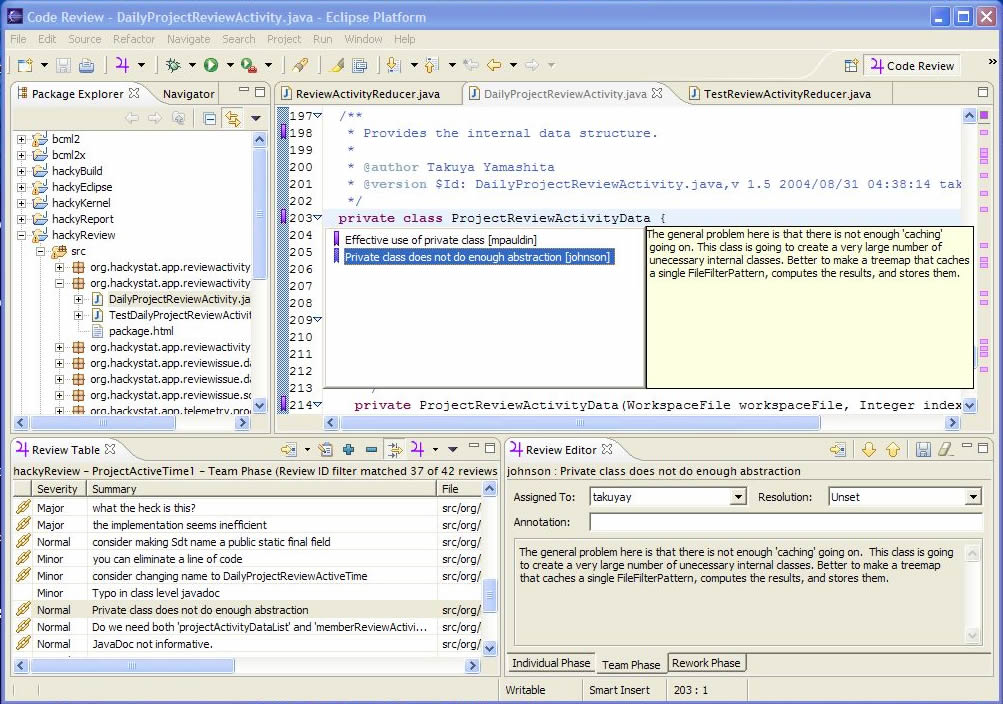 Code Review - DailyProjectReviewActivity.java - Eclipse Platform
File Edit Source Refactor Navigate Search Project Run Window Help
Code Review
Package Explorer Navigator
bcml2
bcml2x
hackyBuild
hackyEclipse
hackyKernel
hackyReport
hackyReview
src
org.hackystat.app.reviewactivity
org.hackystat.app.reviewactivity
DailyProjectReviewActivity.ja
TestDailyProjectReviewActivit
package.html
org.hackystat.app.reviewactivity
org.hackystat.app.reviewissue.d
org.hackystat.app.reviewissue.d
org.hackystat.app.reviewissue.s
org.hackystat.app.telemetry.pro
ReviewActivityReducer.java DailyProjectReviewActivity.java TestReviewActivityReducer.java
197 /**
198 * Provides the internal data structure.
199 *
200 * @author Takuya Yamashita
201 * @version $Id: DailyProjectReviewActivity.java,v 1.5 2004/08/31 04:38:14 tak
202 */
203 private class ProjectReviewActivityData {
204
205
206
207
208
209
210
211
212
213
214 private ProjectReviewActivityData(WorkspaceFile workspaceFile, Integer index
Effective use of private class [mpauldin]
Private class does not do enough abstraction [johnson]
The general problem here is that there is not enough 'caching'
going on. This class is going to create a very large number of
unecessary internal classes. Better to make a treemap that caches
a single FileFilterPattern, computes the results, and stores them.
Review Table
hackyReview - ProjectActiveTime1 - Team Phase (Review ID filter matched 37 of 42 reviews
Severity Summary File
Major what the heck is this? src/org/
Major the implementation seems inefficient src/org/
Normal consider making Sdt name a public static final field src/org/
Minor you can eliminate a line of code src/org/
Minor consider changing name to DailyProjectReviewActiveTime src/org/
Minor Typo in class level javadoc
Normal Private class does not do enough abstraction src/org/
Normal Do we need both 'projectActivityDataList' and 'memberReviewActivi... src/org/
Normal JavaDoc not informative. src/org/
Review Editor
johnson : Private class does not do enough abstraction
Assigned To: takuyay Resolution: Unset
Annotation:
The general problem here is that there is not enough 'caching' going on. This class is going
to create a very large number of unecessary internal classes. Better to make a treemap
that caches a single FileFilterPattern, computes the results, and stores them.
Individual Phase Team Phase Rework Phase
Writable Smart Insert 203 : 1